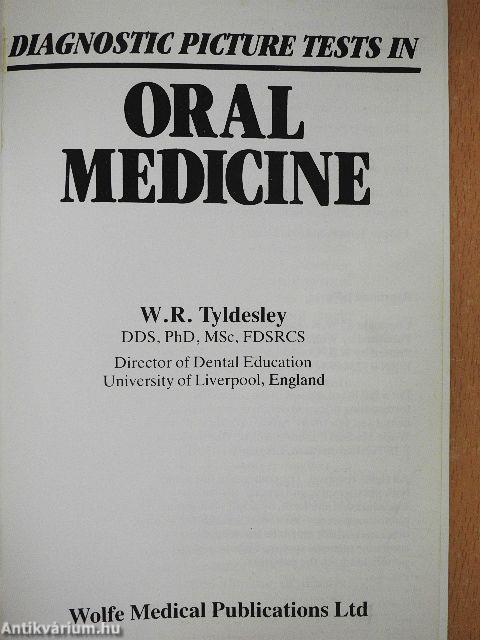 DIAGNOSTIC PICTURE TESTS IN
ORAL
MEDICINE
W.R. Tyldesley
DDS, PhD, MSc, FDSRCS
Director of Dental Education
University of Liverpool, England
Wolfe Medical Publications Ltd
Antikvárium.hu